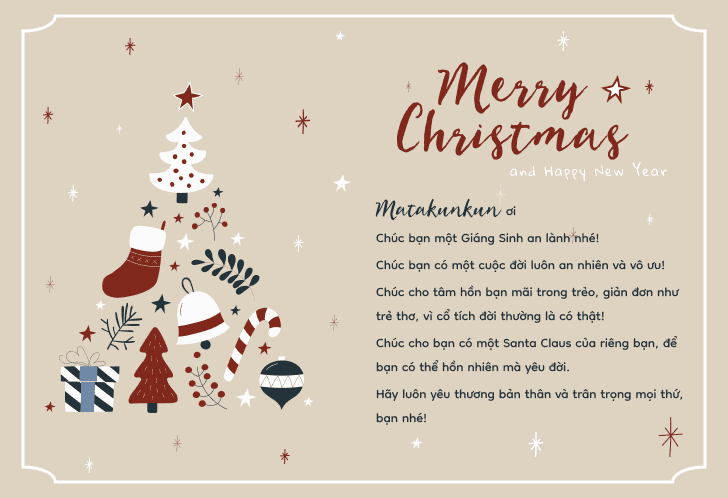 Merry
Christmas
and Happy New Year
Matakunkun ơi
Chúc bạn một Giáng Sinh an lành nhé!
Chúc bạn có một cuộc đời luôn an nhiên và vô ưu!
Chúc cho tâm hồn bạn mãi trong trẻo, giản đơn như
trẻ thơ, vì cổ tích đời thường là có thật!
Chúc cho bạn có một Santa Claus của riêng bạn, để
bạn có thể hồn nhiên mà yêu đời.
Hãy luôn yêu thương bản thân và trân trọng mọi thứ,
bạn nhé!